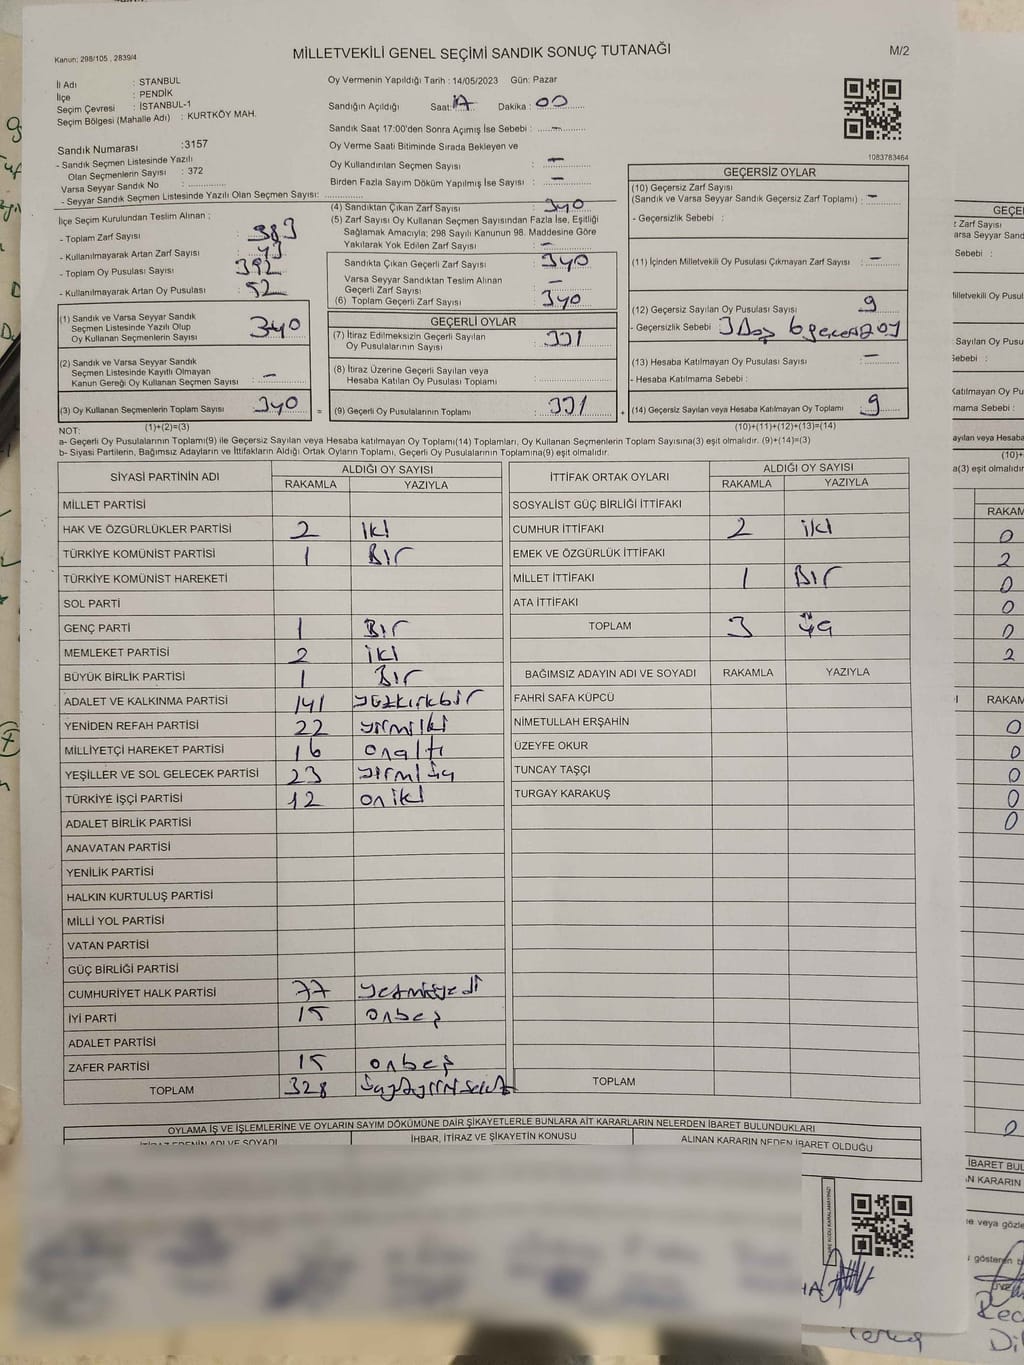 Kanun: 298/105 , 2839/4
MİLLETVEKİLİ GENEL SEÇİMİ SANDIK SONUÇ TUTANAĞI
M/2
İl Adı : STANBUL
İlçe : PENDİK
Seçim Çevresi : İSTANBUL-1
Seçim Bölgesi (Mahalle Adı) : KURTKÖY MAH.
Sandık Numarası :3157
- Sandık Seçmen Listesinde Yazılı
Olan Seçmenlerin Sayısı : 372
Varsa Seyyar Sandık No : ................
- Seyyar Sandık Seçmen Listesinde Yazılı Olan Seçmen Sayısı: ................
Oy Vermenin Yapıldığı Tarih : 14/05/2023 Gün: Pazar
Sandığın Açıldığı Saat: 17 Dakika : 00
Sandık Saat 17:00'den Sonra Açımış İse Sebebi : -
Oy Verme Saati Bitiminde Sırada Bekleyen ve
Oy Kullandırılan Seçmen Sayısı : -
Birden Fazla Sayım Döküm Yapılmış İse Sayısı : -
1083783464
İlçe Seçim Kurulundan Teslim Alınan ;
- Toplam Zarf Sayısı : 383
- Kullanılmayarak Artan Zarf Sayısı : 43
- Toplam Oy Pusulası Sayısı : 392
- Kullanılmayarak Artan Oy Pusulası : 52
(1) Sandık ve Varsa Seyyar Sandık
Seçmen Listesinde Yazılı Olup
Oy Kullanan Seçmen Sayısı : 340
(2) Sandık ve Varsa Seyyar Sandık
Seçmen Listesinde Kayıtlı Olmayan
Kanun Gereği Oy Kullanan Seçmen Sayısı : -
(3) Oy Kullanan Seçmenlerin Toplam Sayısı : 340
(1)+(2)=(3)
(4) Sandıktan Çıkan Zarf Sayısı : 340
(5) Zarf Sayısı Oy Kullanan Seçmen Sayısından Fazla İse, Eşitliği
Sağlamak Amacıyla; 298 Sayılı Kanunun 98. Maddesine Göre
Yakılarak Yok Edilen Zarf Sayısı : -
Sandıkta Çıkan Geçerli Zarf Sayısı : 340
Varsa Seyyar Sandıktan Teslim Alınan
Geçerli Zarf Sayısı : -
(6) Toplam Geçerli Zarf Sayısı : 340
GEÇERLİ OYLAR
(7) İtiraz Edilmeksizin Geçerli Sayılan
Oy Pusulalarının Sayısı : 331
(8) İtiraz Üzerine Geçerli Sayılan veya
Hesaba Katılan Oy Pusulası Toplamı : ................
= (9) Geçerli Oy Pusulalarının Toplamı : 331
GEÇERSİZ OYLAR
(10) Geçersiz Zarf Sayısı
(Sandık ve Varsa Seyyar Sandık Geçersiz Zarf Toplamı) : -
- Geçersizlik Sebebi :
(11) İçinden Milletvekili Oy Pusulası Çıkmayan Zarf Sayısı : -
(12) Geçersiz Sayılan Oy Pusulası Sayısı : 9
- Geçersizlik Sebebi : 3 Boş 6 geçersiz oy
(13) Hesaba Katılmayan Oy Pusulası Sayısı : -
- Hesaba Katılmama Sebebi :
+ (14) Geçersiz Sayılan veya Hesaba Katılmayan Oy Toplamı : 9
(10)+(11)+(12)+(13)=(14)
NOT:
a- Geçerli Oy Pusulalarının Toplamı(9) ile Geçersiz Sayılan veya Hesaba katılmayan Oy Toplamı(14) Toplamları, Oy Kullanan Seçmenlerin Toplam Sayısına(3) eşit olmalıdır. (9)+(14)=(3)
b- Siyasi Partilerin, Bağımsız Adayların ve İttifakların Aldığı Oyların Toplamı, Geçerli Oy Pusulalarının Toplamına(9) eşit olmalıdır.
SİYASİ PARTİNİN ADI ALDIĞI OY SAYISI
RAKAMLA YAZIYLA
MİLLET PARTİSİ
HAK VE ÖZGÜRLÜKLER PARTİSİ 2 iki
TÜRKİYE KOMÜNİST PARTİSİ 1 Bir
TÜRKİYE KOMÜNİST HAREKETİ
SOL PARTİ
GENÇ PARTİ 1 Bir
MEMLEKET PARTİSİ 2 iki
BÜYÜK BİRLİK PARTİSİ 1 Bir
ADALET VE KALKINMA PARTİSİ 141 yüzkırkbir
YENİDEN REFAH PARTİSİ 22 yirmiiki
MİLLİYETÇİ HAREKET PARTİSİ 16 onaltı
YEŞİLLER VE SOL GELECEK PARTİSİ 23 yirmi üç
TÜRKİYE İŞÇİ PARTİSİ 12 oniki
ADALET BİRLİK PARTİSİ
ANAVATAN PARTİSİ
YENİLİK PARTİSİ
HALKIN KURTULUŞ PARTİSİ
MİLLİ YOL PARTİSİ
VATAN PARTİSİ
GÜÇ BİRLİĞİ PARTİSİ
CUMHURİYET HALK PARTİSİ 77 yetmişyedi
İYİ PARTİ 15 onbeş
ADALET PARTİSİ
ZAFER PARTİSİ 15 onbeş
TOPLAM 328
İTTİFAK ORTAK OYLARI ALDIĞI OY SAYISI
RAKAMLA YAZIYLA
SOSYALİST GÜÇ BİRLİĞİ İTTİFAKI
CUMHUR İTTİFAKI 2 iki
EMEK VE ÖZGÜRLÜK İTTİFAKI
MİLLET İTTİFAKI 1 Bir
ATA İTTİFAKI
TOPLAM 3 üç
BAĞIMSIZ ADAYIN ADI VE SOYADI RAKAMLA YAZIYLA
FAHRİ SAFA KÜPCÜ
NİMETULLAH ERŞAHİN
ÜZEYFE OKUR
TUNCAY TAŞÇI
TURGAY KARAKUŞ
TOPLAM
OYLAMA İŞ VE İŞLEMLERİNE VE OYLARIN SAYIM DÖKÜMÜNE DAİR ŞİKAYETLERLE BUNLARA AİT KARARLARIN NELERDEN İBARET BULUNDUKLARI
İTİRAZ EDENİN ADI VE SOYADI İHBAR, İTİRAZ VE ŞİKAYETİN KONUSU ALINAN KARARIN NEDEN İBARET OLDUĞU